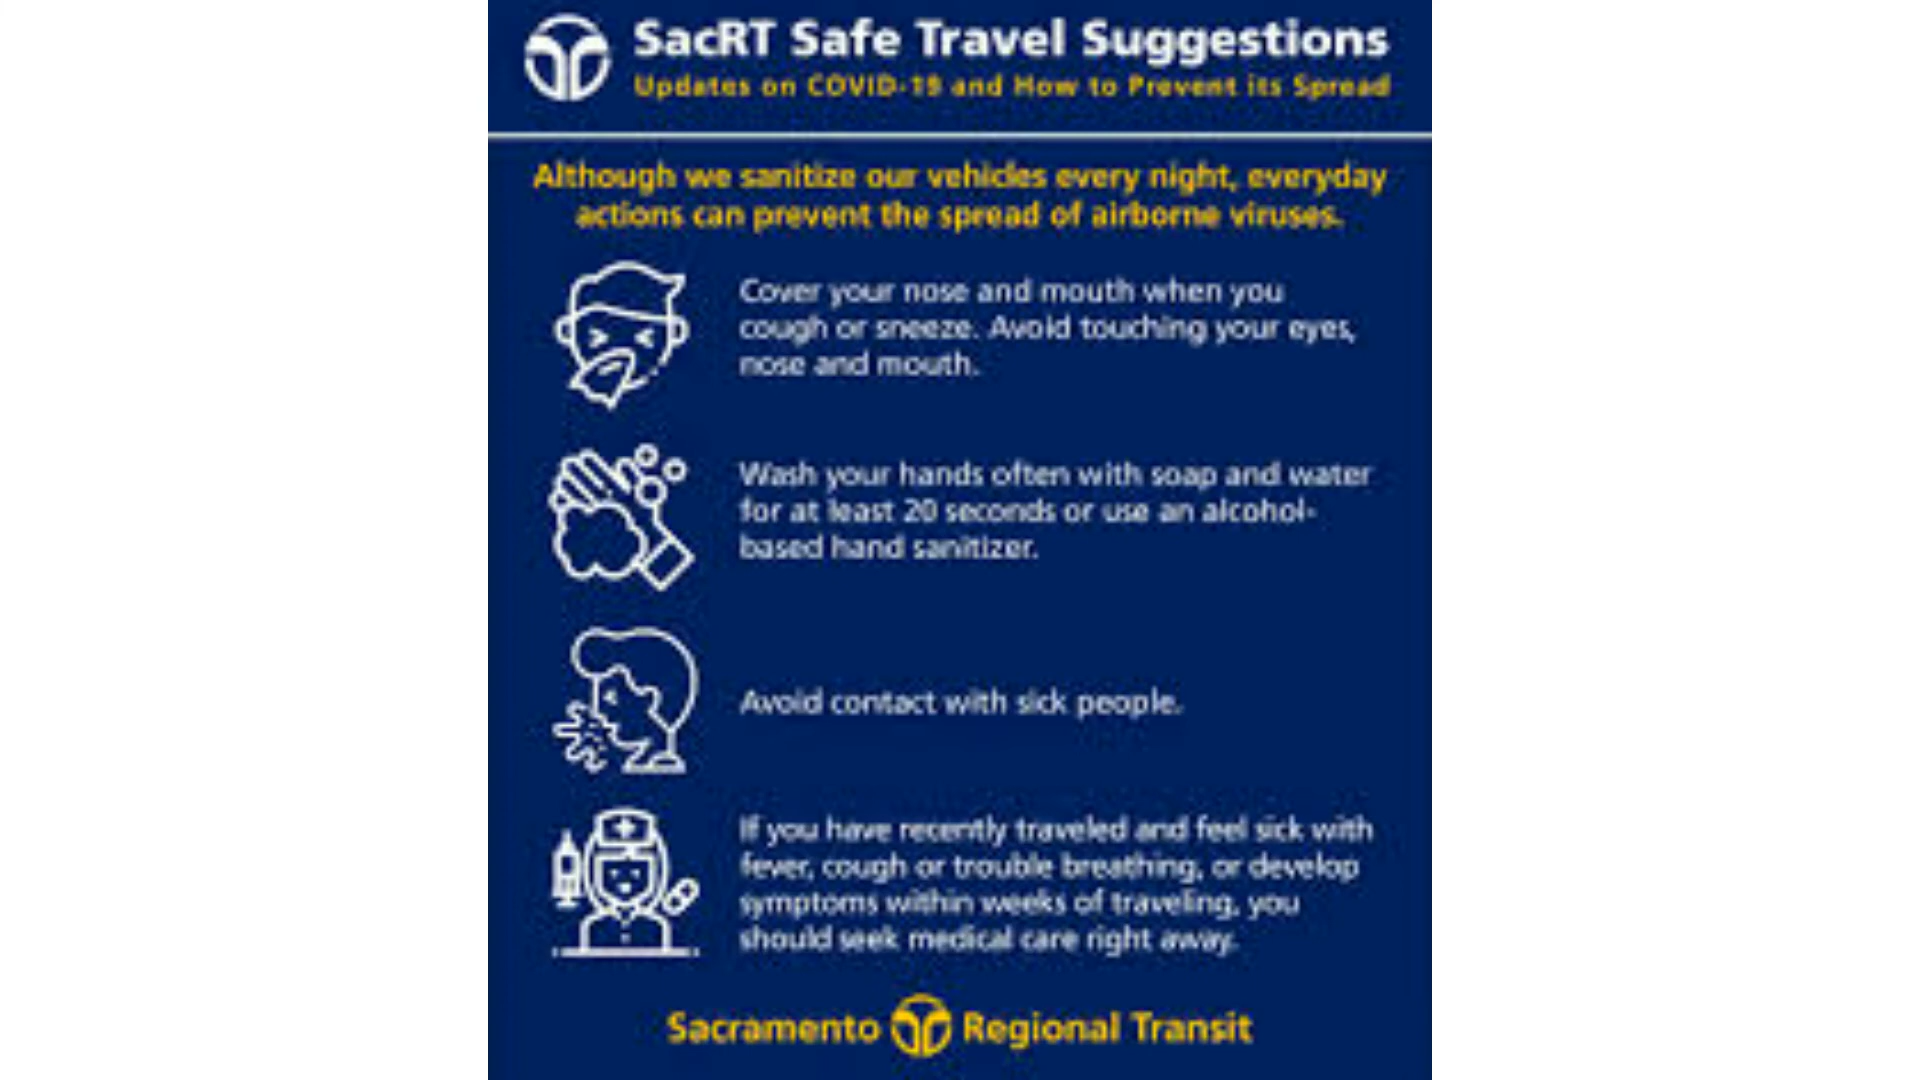 SacRT Safe Travel Suggestions
Updates on COVID-19 and How to Prevent its Spread
Although we sanitize our vehicles every night, everyday
actions can prevent the spread of airborne viruses.
Cover your nose and mouth when you
cough or sneeze. Avoid touching your eyes,
nose and mouth.
Wash your hands often with soap and water
for at least 20 seconds or use an alcohol-
based hand sanitizer.
Avoid contact with sick people.
If you have recently traveled and feel sick with
fever, cough or trouble breathing, or develop
symptoms within weeks of traveling, you
should seek medical care right away.
Sacramento Regional Transit